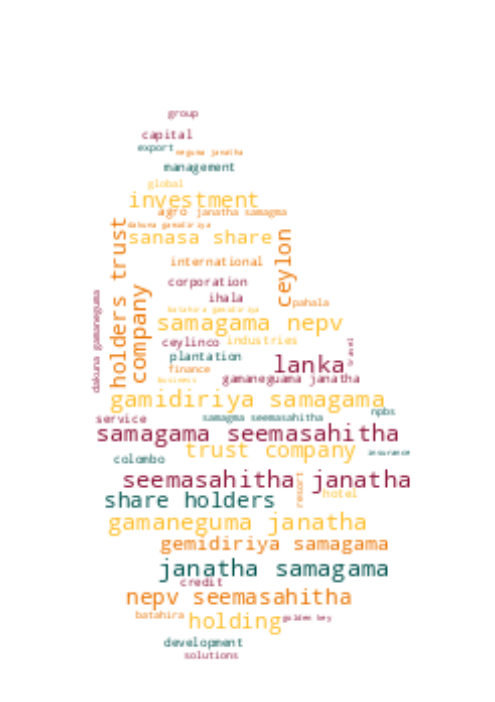 group
capital
export
neguma janatha
management
global
investment
agro janatha samagma
dakuna gamidiriya
sanasa share
holders trust
ceylon
international
company
corporation
ihala
pahala
batahira gamidiriya
samagama nepv
dakuna gamaneguma
ceylinco industries
travel
plantation
lanka
finance
gamaneguama janatha
business
gamidiriya samagama
npbs
service
samagma seemasahitha
samagama seemasahitha
trust company
insurance
colombo
seemasahitha janatha
resort
share holders
hotel
gamaneguma janatha
gemidiriya samagama
janatha samagama
credit
nepv seemasahitha
batahira
holding
golden key
development
solutions